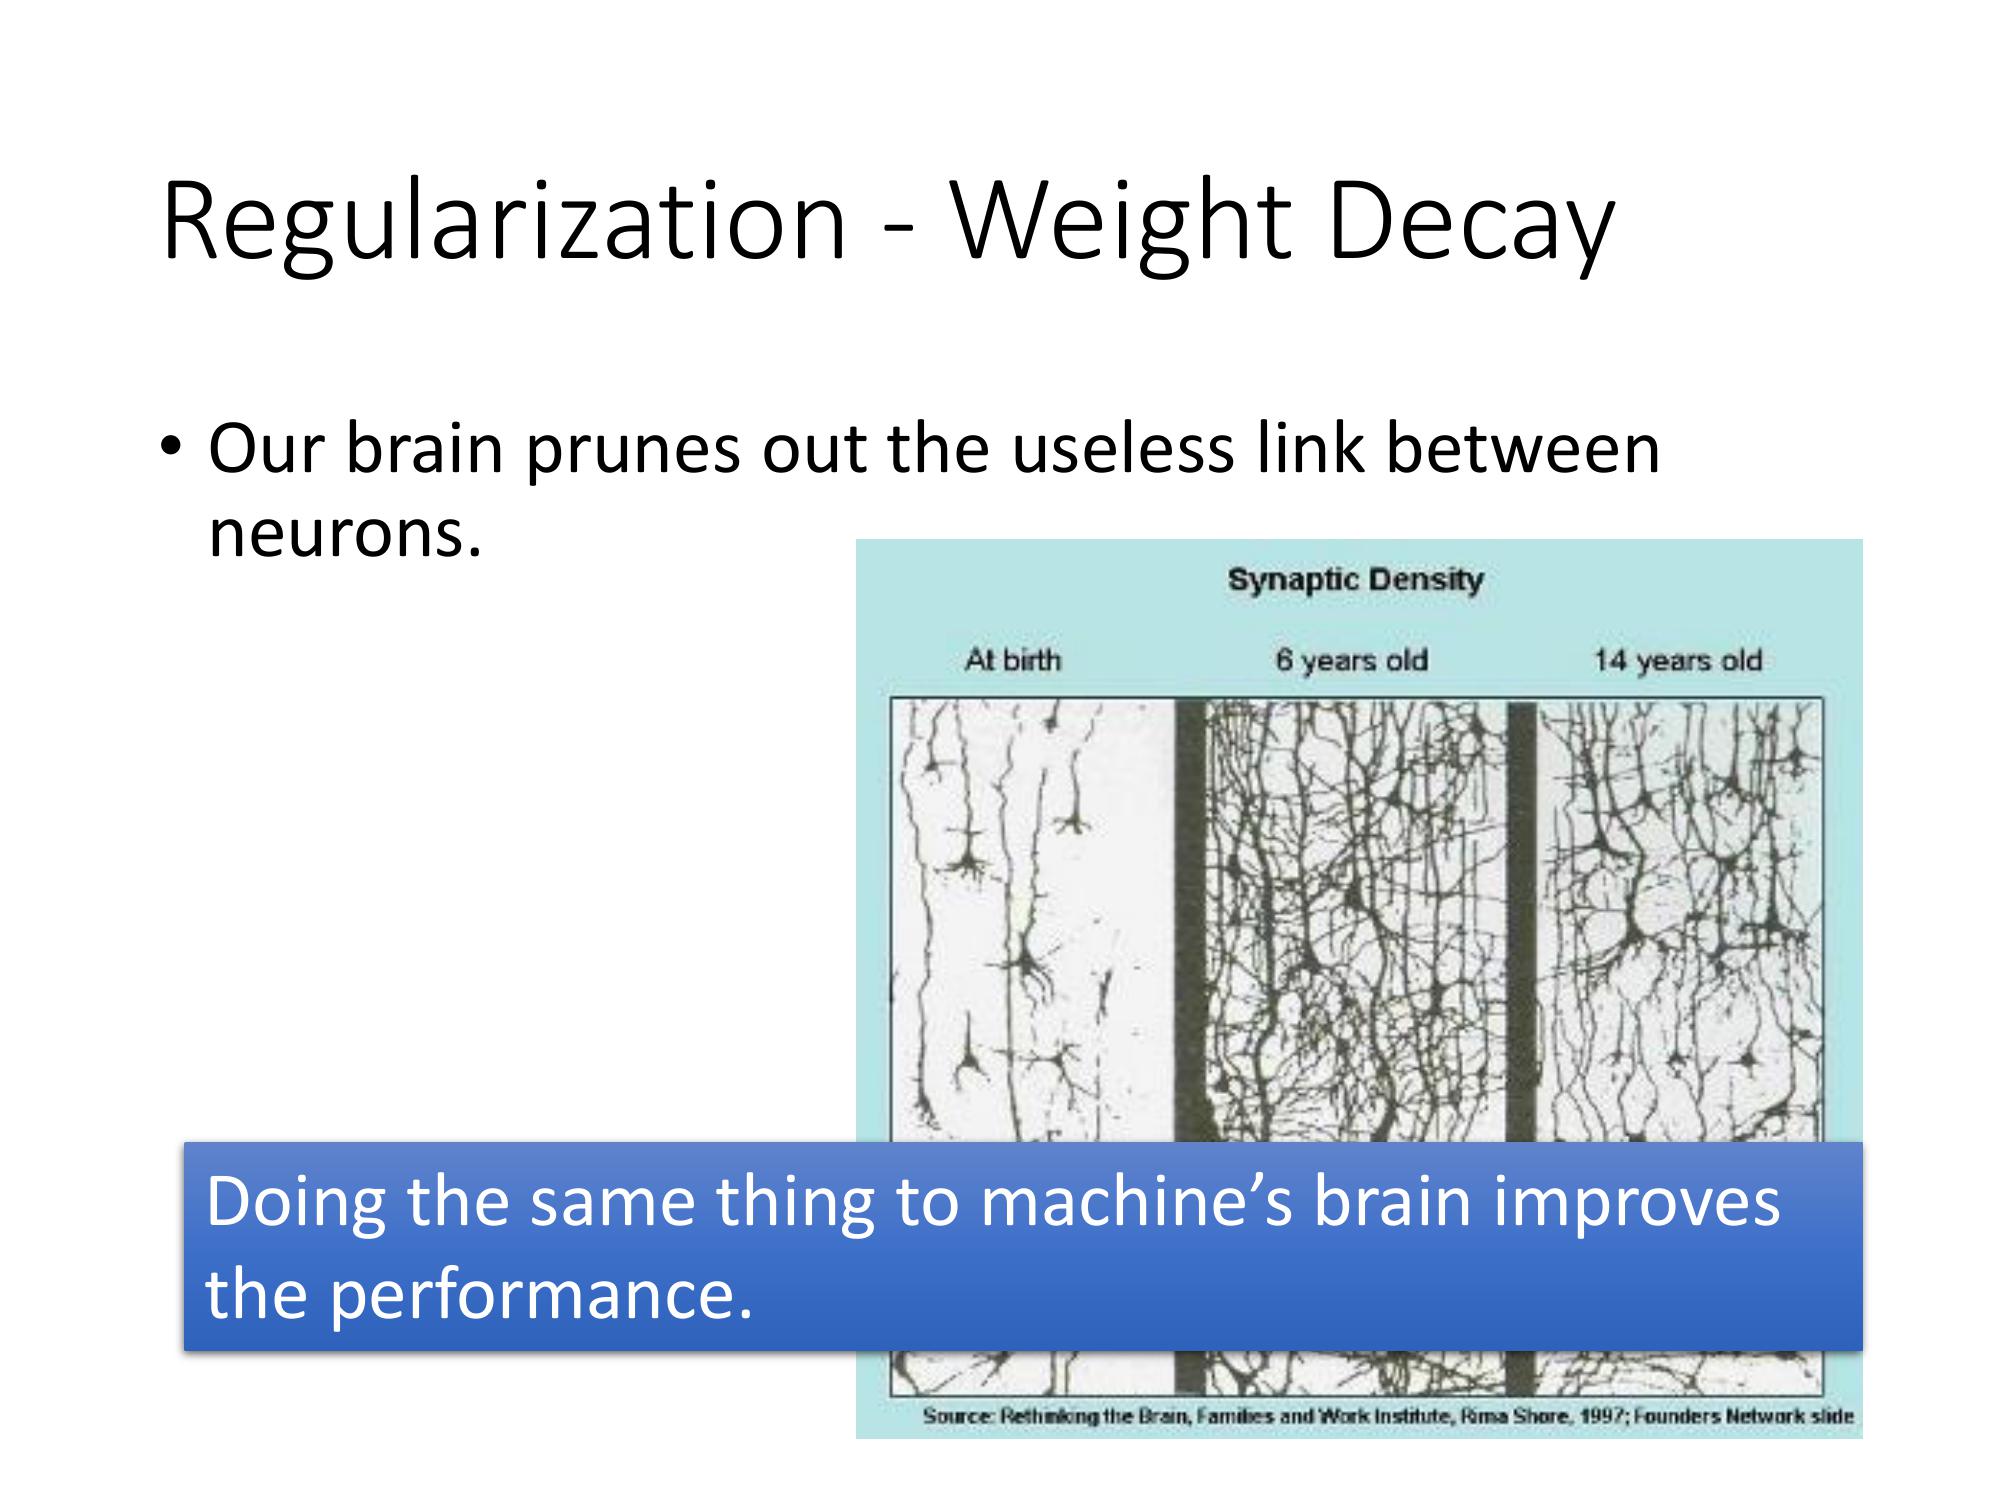 Regularization - Weight Decay
• Our brain prunes out the useless link between
neurons.
Synaptic Density
At birth 6 years old 14 years old
Doing the same thing to machine’s brain improves
the performance.
Source: Rethinking the Brain, Families and Work Institute, Rima Shore, 1997; Founders Network slide